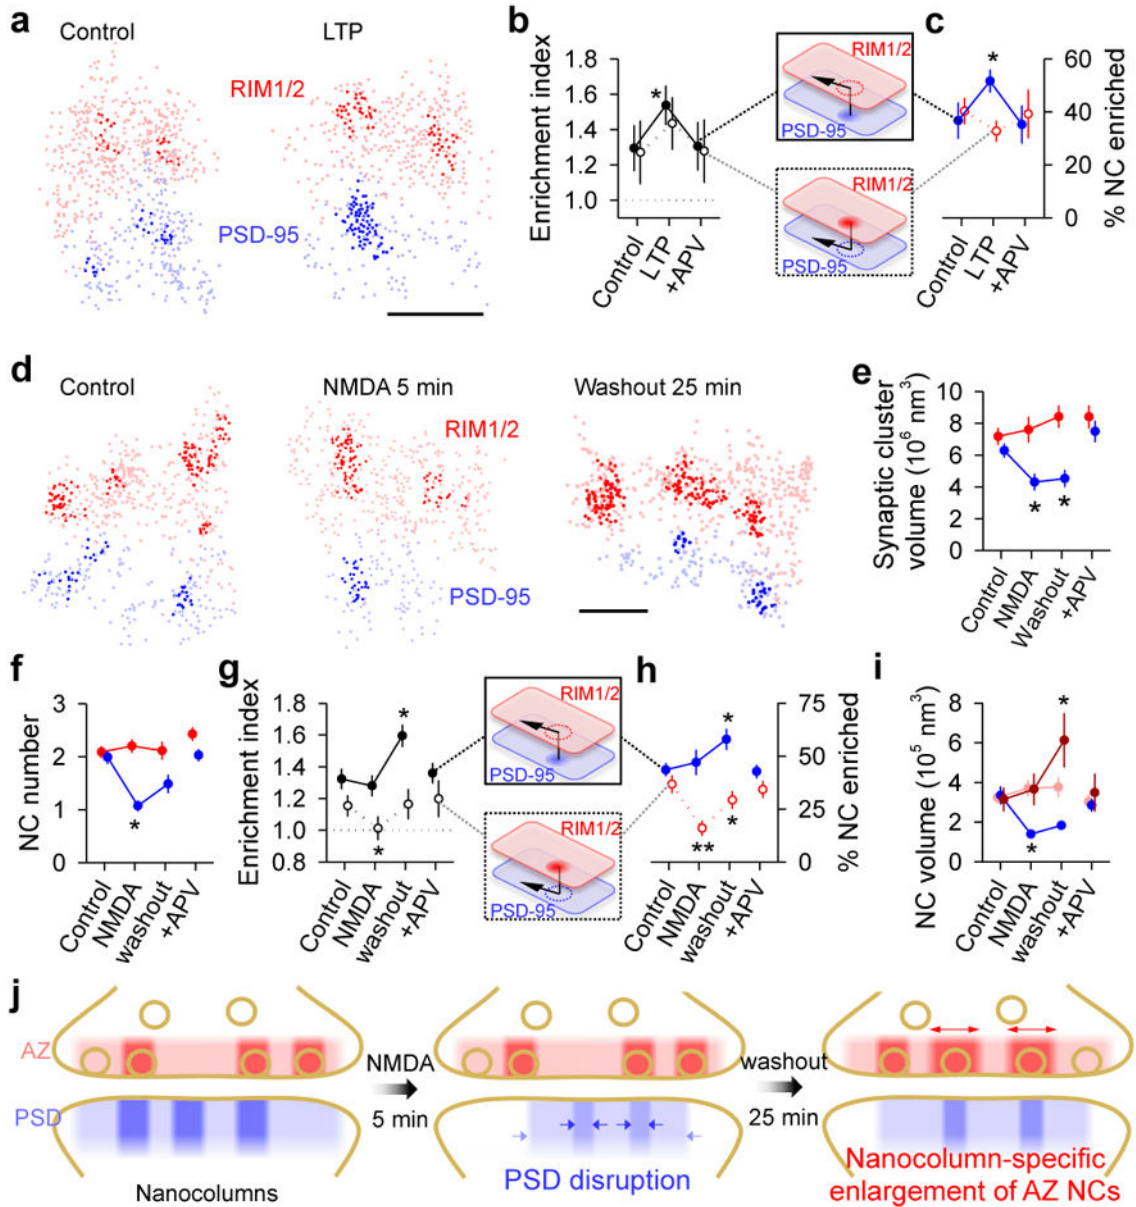 a
Control
LTP
RIM1/2
PSD-95
b
Enrichment index
1.8
1.6
1.4
1.2
1.0
Control
LTP
+APV
*
RIM1/2
PSD-95
RIM1/2
PSD-95
c
*
60
40
20
0
% NC enriched
Control
LTP
+APV
d
Control
NMDA 5 min
Washout 25 min
RIM1/2
PSD-95
e
Synaptic cluster
volume (10⁶ nm³)
10
8
6
4
2
0
*
*
Control
NMDA
Washout
+APV
f
NC number
3
2
1
0
*
Control
NMDA
washout
+APV
g
Enrichment index
1.8
1.6
1.4
1.2
1.0
0.8
*
*
Control
NMDA
washout
+APV
RIM1/2
PSD-95
RIM1/2
PSD-95
h
*
*
**
75
50
25
0
% NC enriched
Control
NMDA
washout
+APV
i
NC volume (10⁵ nm³)
8
6
4
2
0
*
*
Control
NMDA
washout
+APV
j
AZ
PSD
Nanocolumns
NMDA
5 min
PSD disruption
washout
25 min
Nanocolumn-specific
enlargement of AZ NCs